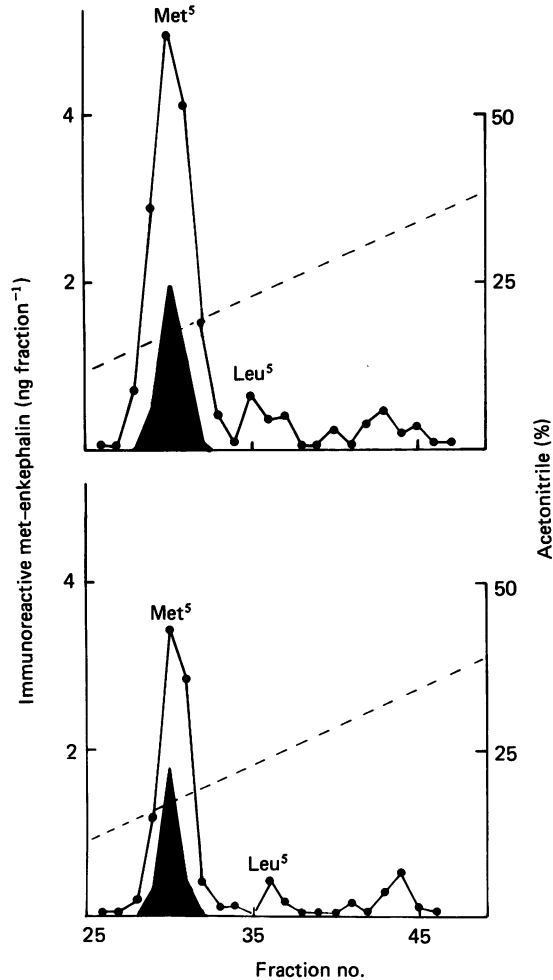 Met⁵
4
50
2
25
Leu⁵
Immunoreactive met-enkephalin (ng fraction⁻¹)
Acetonitrile (%)
4
50
Met⁵
2
25
Leu⁵
25
35
45
Fraction no.